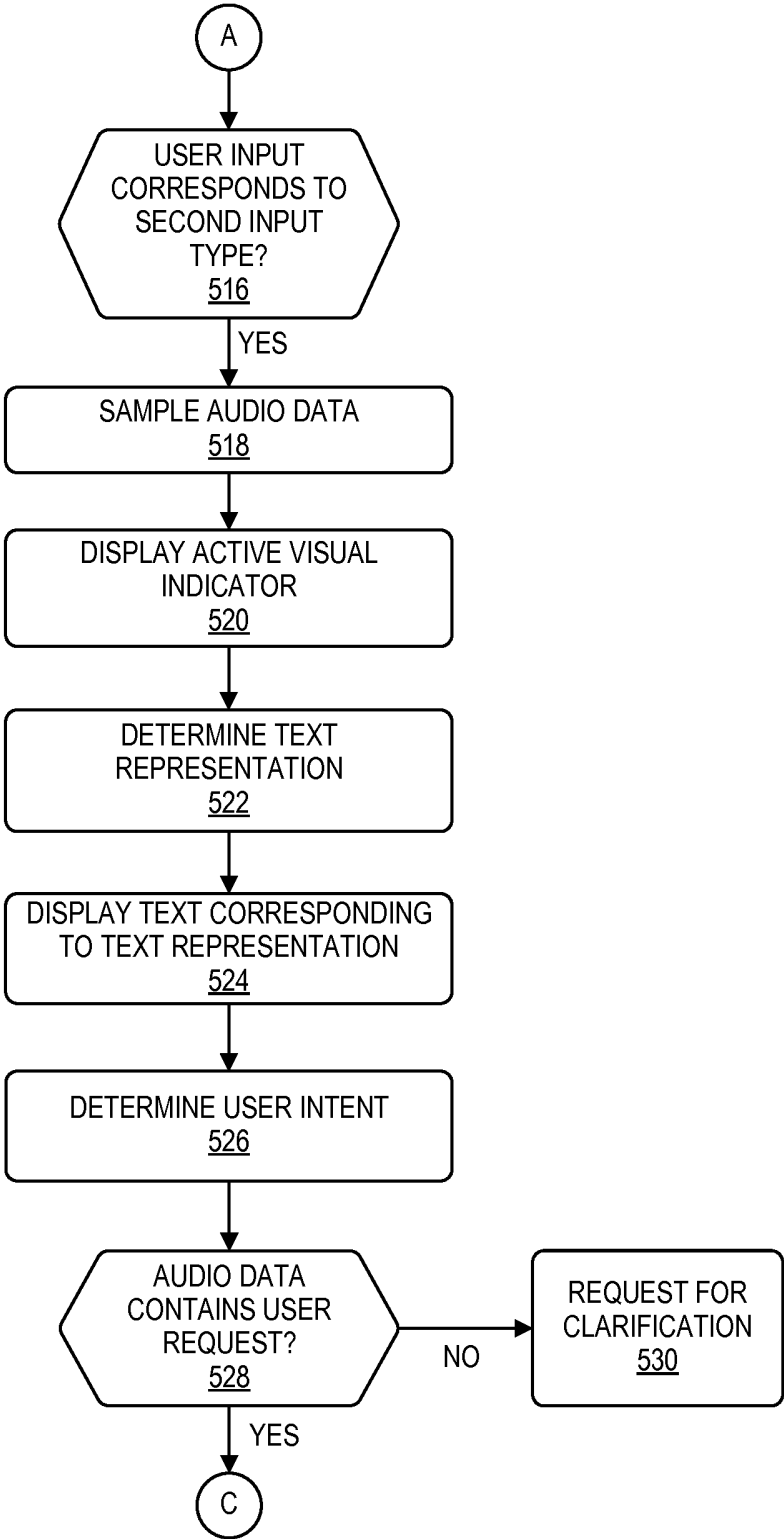 A
USER INPUT
CORRESPONDS TO
SECOND INPUT
TYPE?
516
YES
SAMPLE AUDIO DATA
518
DISPLAY ACTIVE VISUAL
INDICATOR
520
DETERMINE TEXT
REPRESENTATION
522
DISPLAY TEXT CORRESPONDING
TO TEXT REPRESENTATION
524
DETERMINE USER INTENT
526
AUDIO DATA
CONTAINS USER
REQUEST?
528
NO
REQUEST FOR
CLARIFICATION
530
YES
C